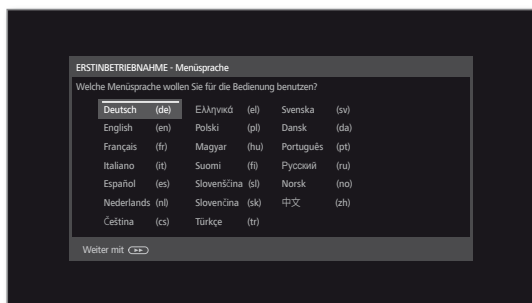 ERSTINBETRIEBNAHME - Menüsprache
Welche Menüsprache wollen Sie für die Bedienung benutzen?
Deutsch (de) Ελληνικά (el) Svenska (sv)
English (en) Polski (pl) Dansk (da)
Français (fr) Magyar (hu) Português (pt)
Italiano (it) Suomi (fi) Русский (ru)
Español (es) Slovenščina (sl) Norsk (no)
Nederlands (nl) Slovenčina (sk) 中文 (zh)
Čeština (cs) Türkçe (tr)
Weiter mit